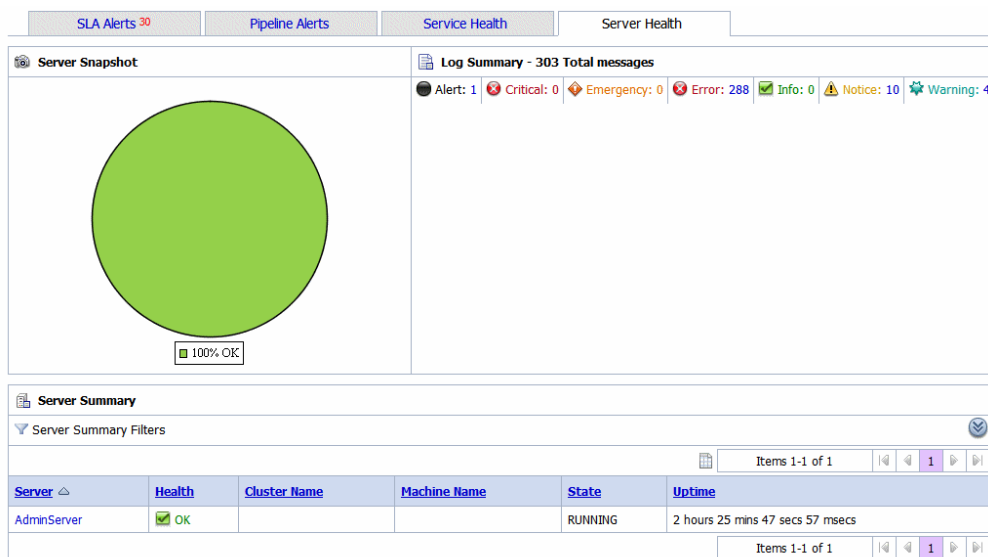 SLA Alerts 30
Pipeline Alerts
Service Health
Server Health
Server Snapshot
100% OK
Log Summary - 303 Total messages
Alert: 1 Critical: 0 Emergency: 0 Error: 288 Info: 0 Notice: 10 Warning: 4
Server Summary
Server Summary Filters
Items 1-1 of 1 1
Server Health Cluster Name Machine Name State Uptime
AdminServer OK RUNNING 2 hours 25 mins 47 secs 57 msecs
Items 1-1 of 1 1